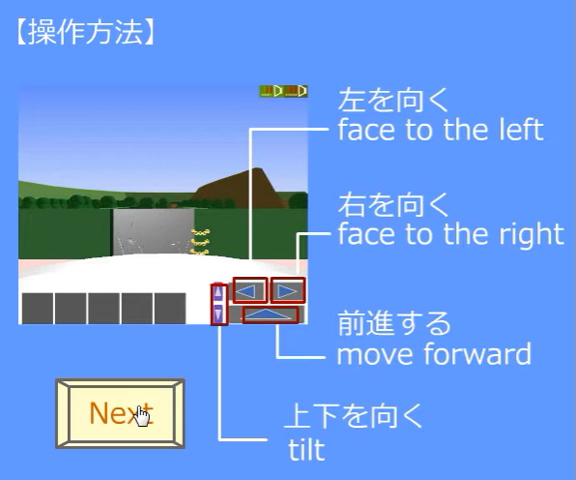 【操作方法】
左を向く
face to the left
右を向く
face to the right
前進する
move forward
上下を向く
tilt
Next